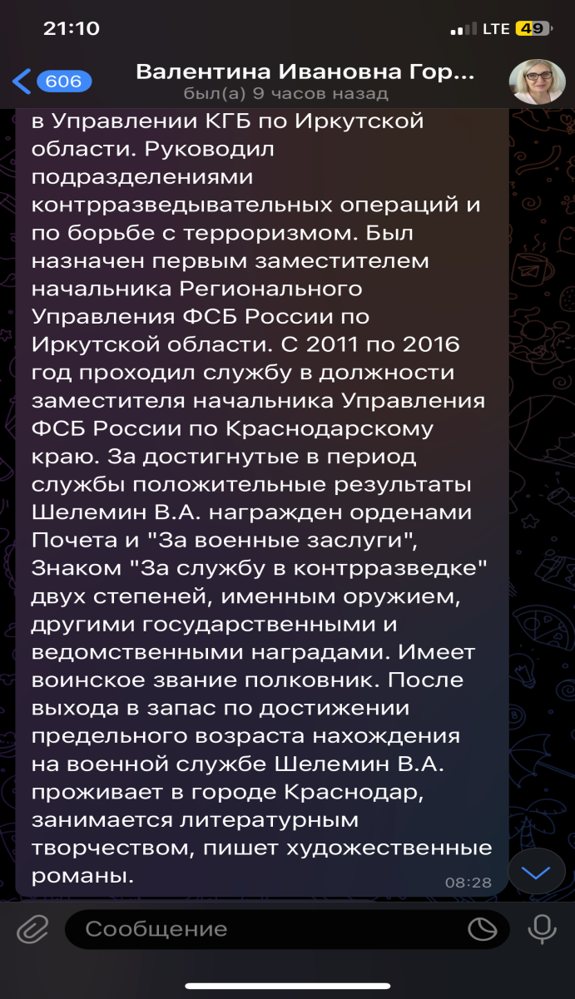 21:10
LTE 49
606
Валентина Ивановна Гор...
был(а) 9 часов назад
в Управлении КГБ по Иркутской
области. Руководил
подразделениями
контрразведывательных операций и
по борьбе с терроризмом. Был
назначен первым заместителем
начальника Регионального
Управления ФСБ России по
Иркутской области. С 2011 по 2016
год проходил службу в должности
заместителя начальника Управления
ФСБ России по Краснодарскому
краю. За достигнутые в период
службы положительные результаты
Шелемин В.А. награжден орденами
Почета и "За военные заслуги",
Знаком "За службу в контрразведке"
двух степеней, именным оружием,
другими государственными и
ведомственными наградами. Имеет
воинское звание полковник. После
выхода в запас по достижении
предельного возраста нахождения
на военной службе Шелемин В.А.
проживает в городе Краснодар,
занимается литературным
творчеством, пишет художественные
романы.
08:28
Сообщение